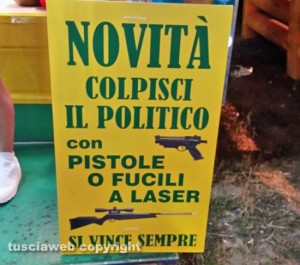 NOVITÀ
COLPISCI
IL POLITICO
con
PISTOLE
O FUCILI
A LASER
SI VINCE SEMPRE
tusciaweb copyright